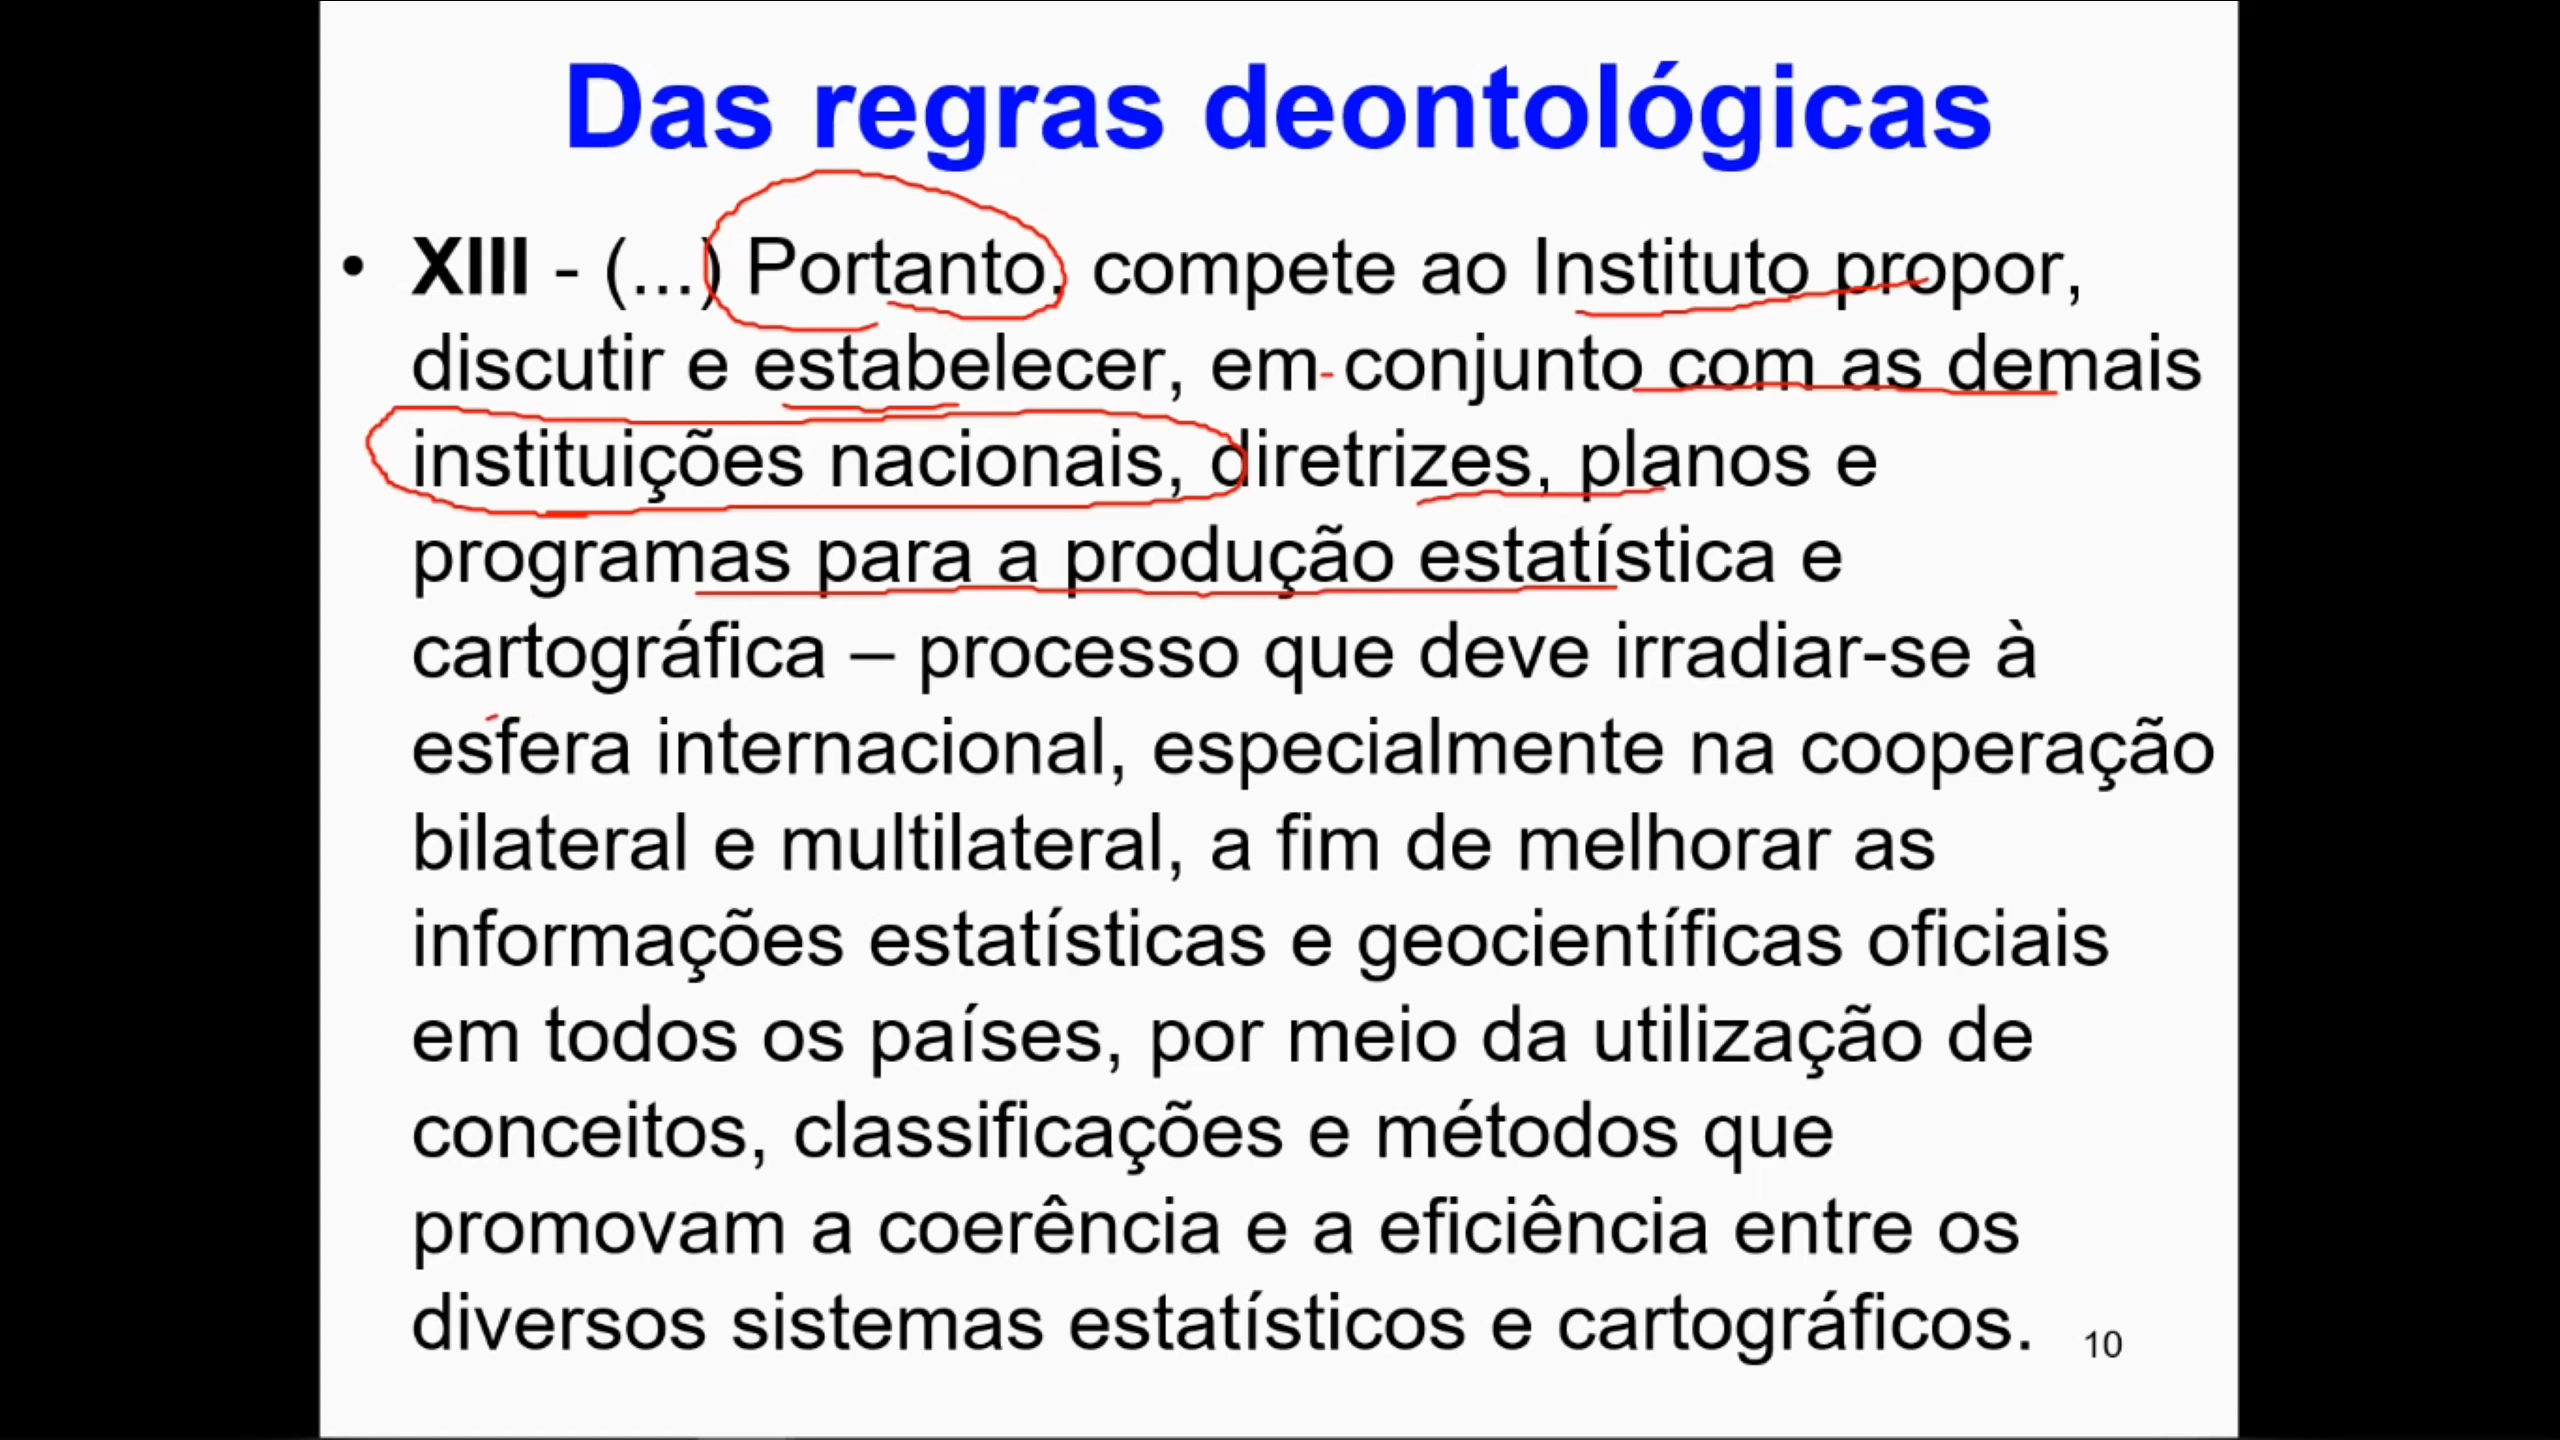 Das regras deontológicas
• XIII - (...) Portanto, compete ao Instituto propor,
discutir e estabelecer, em conjunto com as demais
instituições nacionais, diretrizes, planos e
programas para a produção estatística e
cartográfica – processo que deve irradiar-se à
esfera internacional, especialmente na cooperação
bilateral e multilateral, a fim de melhorar as
informações estatísticas e geocientíficas oficiais
em todos os países, por meio da utilização de
conceitos, classificações e métodos que
promovam a coerência e a eficiência entre os
diversos sistemas estatísticos e cartográficos.
10